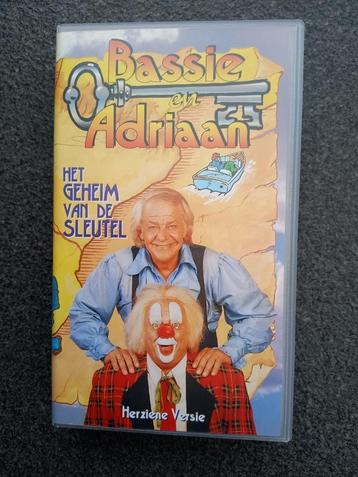 Bassie
en
Adriaan
HET
GEHEIM
VAN DE
SLEUTEL
Herziene Versie